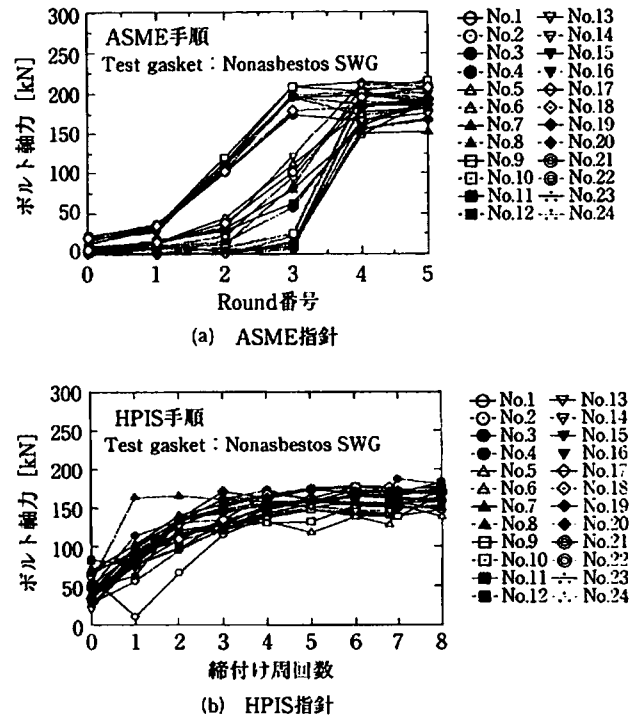 300
250
200
150
100
50
0
ボルト軸力 [kN]
ASME手順
Test gasket : Nonasbestos SWG
0 1 2 3 4 5
Round番号
No.1 No.13
No.2 No.14
No.3 No.15
No.4 No.16
No.5 No.17
No.6 No.18
No.7 No.19
No.8 No.20
No.9 No.21
No.10 No.22
No.11 No.23
No.12 No.24
(a) ASME指針
300
250
200
150
100
50
0
ボルト軸力 [kN]
HPIS手順
Test gasket : Nonasbestos SWG
0 1 2 3 4 5 6 7 8
締付け周回数
No.1 No.13
No.2 No.14
No.3 No.15
No.4 No.16
No.5 No.17
No.6 No.18
No.7 No.19
No.8 No.20
No.9 No.21
No.10 No.22
No.11 No.23
No.12 No.24
(b) HPIS指針